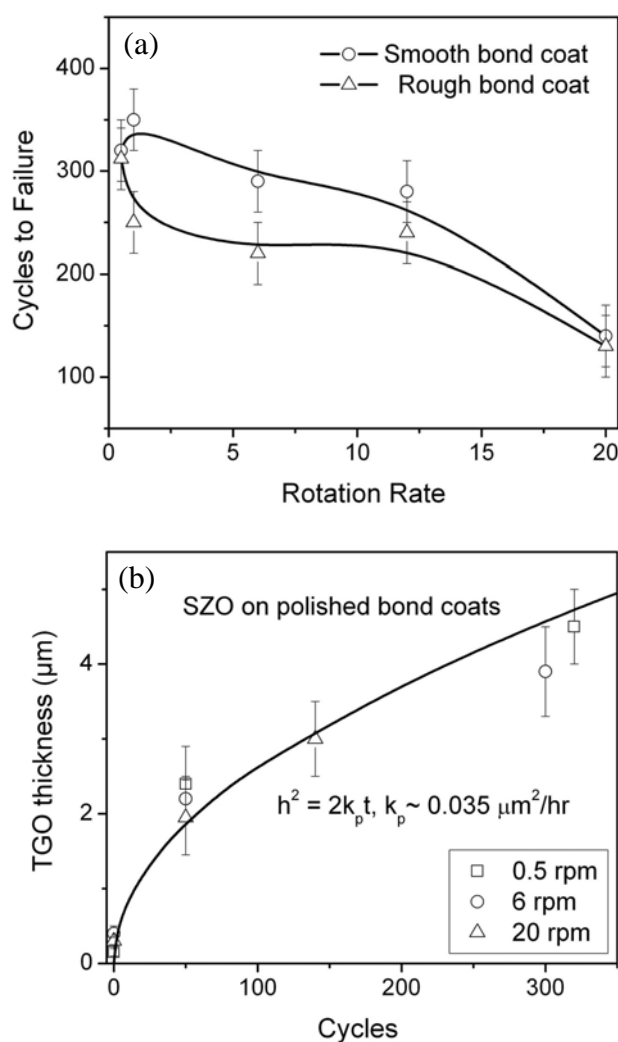 (a)
Smooth bond coat
Rough bond coat
400
300
200
100
Cycles to Failure
0
5
10
15
20
Rotation Rate
(b)
SZO on polished bond coats
4
2
0
TGO thickness (μm)
h² = 2kₚt, kₚ~ 0.035 μm²/hr
0.5 rpm
6 rpm
20 rpm
0
100
200
300
Cycles